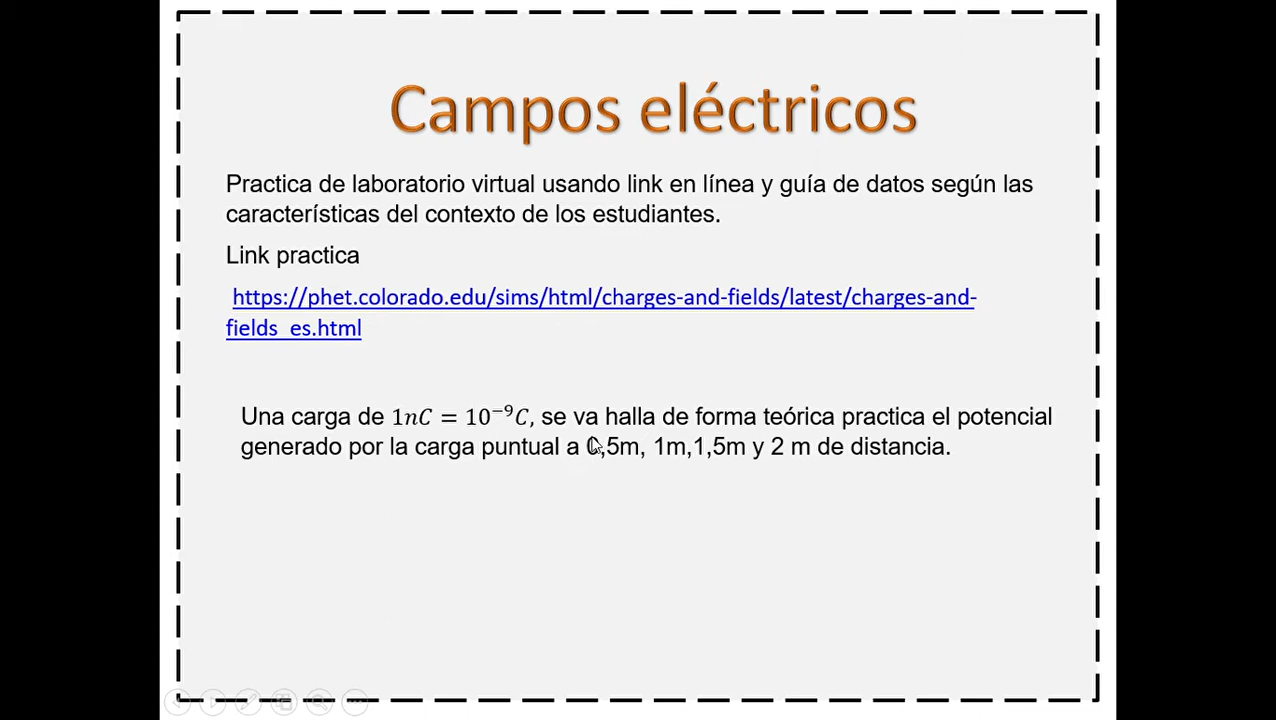 Campos eléctricos
Practica de laboratorio virtual usando link en línea y guía de datos según las
características del contexto de los estudiantes.
Link practica
https://phet.colorado.edu/sims/html/charges-and-fields/latest/charges-and-
fields_es.html
Una carga de 1nC = 10⁻⁹C, se va halla de forma teórica practica el potencial
generado por la carga puntual a 0,5m, 1m,1,5m y 2 m de distancia.